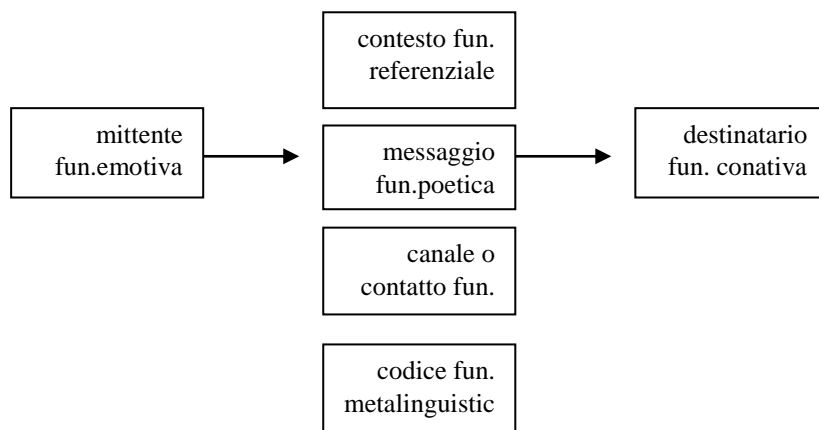 contesto fun.
referenziale
mittente
fun.emotiva
messaggio
fun.poetica
destinatario
fun. conativa
canale o
contatto fun.
codice fun.
metalinguistic